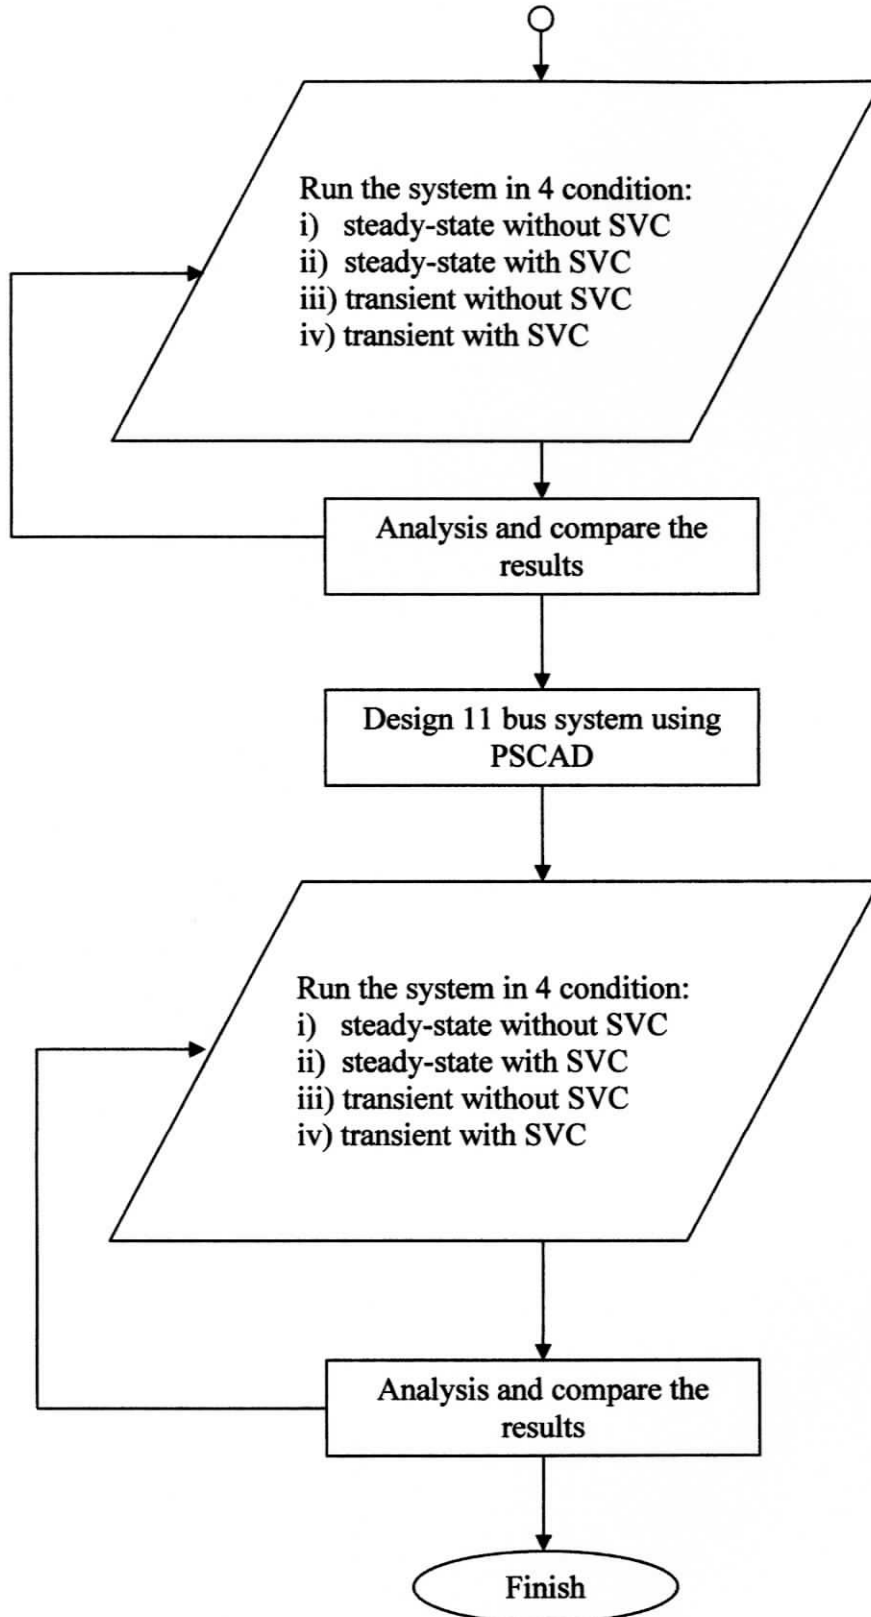 Run the system in 4 condition:
i) steady-state without SVC
ii) steady-state with SVC
iii) transient without SVC
iv) transient with SVC
Analysis and compare the
results
Design 11 bus system using
PSCAD
Run the system in 4 condition:
i) steady-state without SVC
ii) steady-state with SVC
iii) transient without SVC
iv) transient with SVC
Analysis and compare the
results
Finish